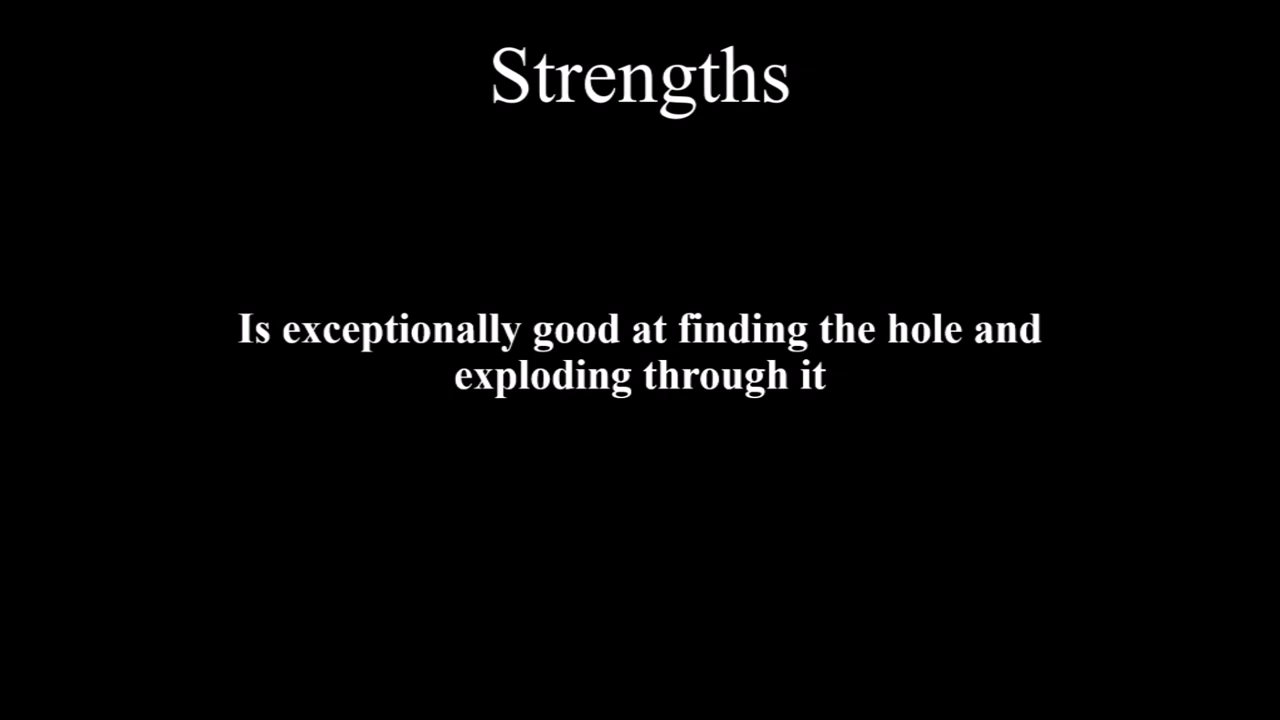 Strengths
Is exceptionally good at finding the hole and
exploding through it